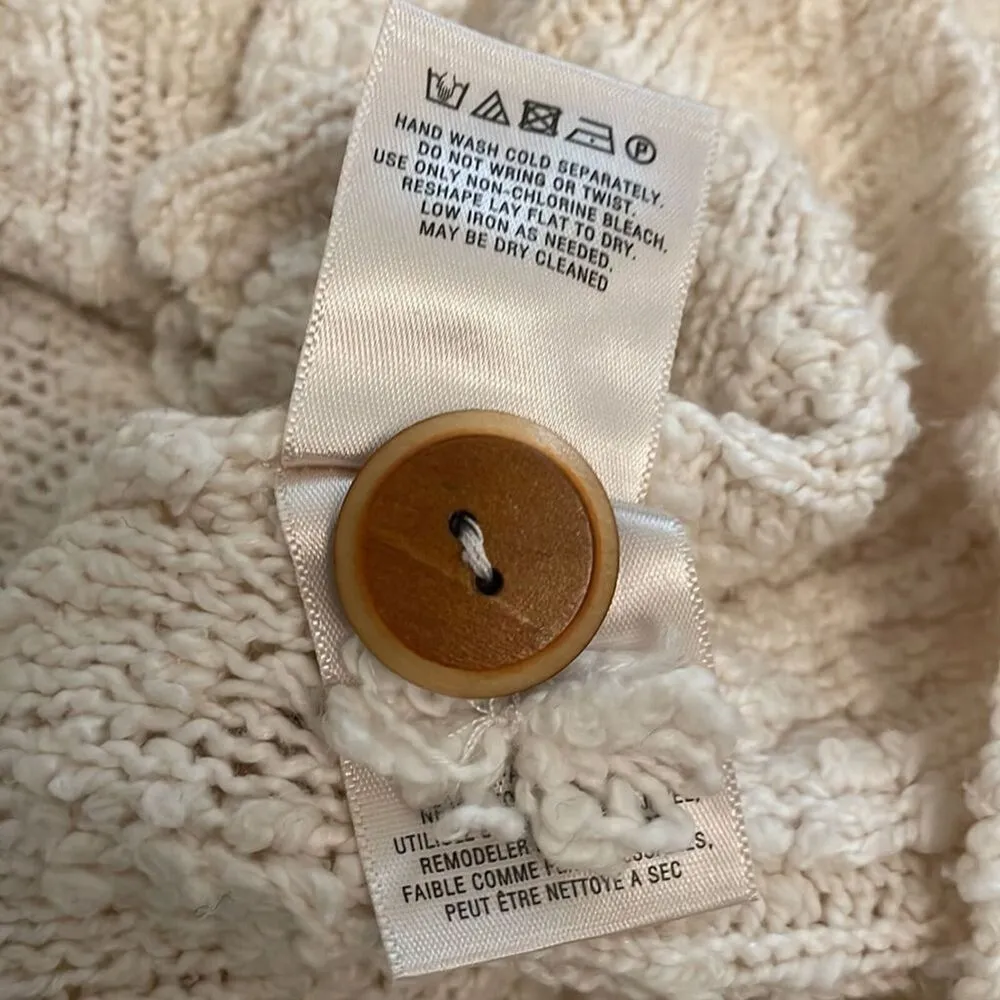 P
HAND WASH COLD SEPARATELY.
DO NOT WRING OR TWIST.
USE ONLY NON-CHLORINE BLEACH.
RESHAPE LAY FLAT TO DRY.
LOW IRON AS NEEDED.
MAY BE DRY CLEANED
REMODELER
FAIBLE COMME
PEUT ÊTRE NETTOYÉ A SEC